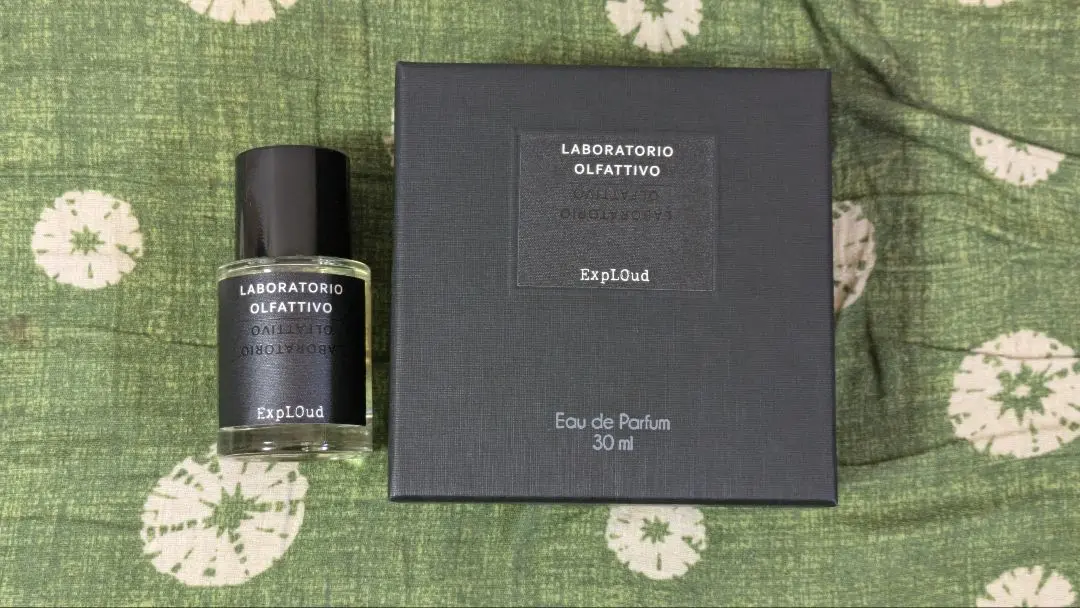 LABORATORIO
OLFATTIVO
OLFATTIVO
LABORATORIO
ExpLOud
LABORATORIO
OLFATTIVO
OLFATTIVO
LABORATORIO
ExpLOud
Eau de Parfum
30 ml